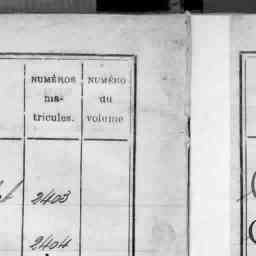 NUMÉROS NUMÉRO
ma- du
tricules. volume
2403
2404